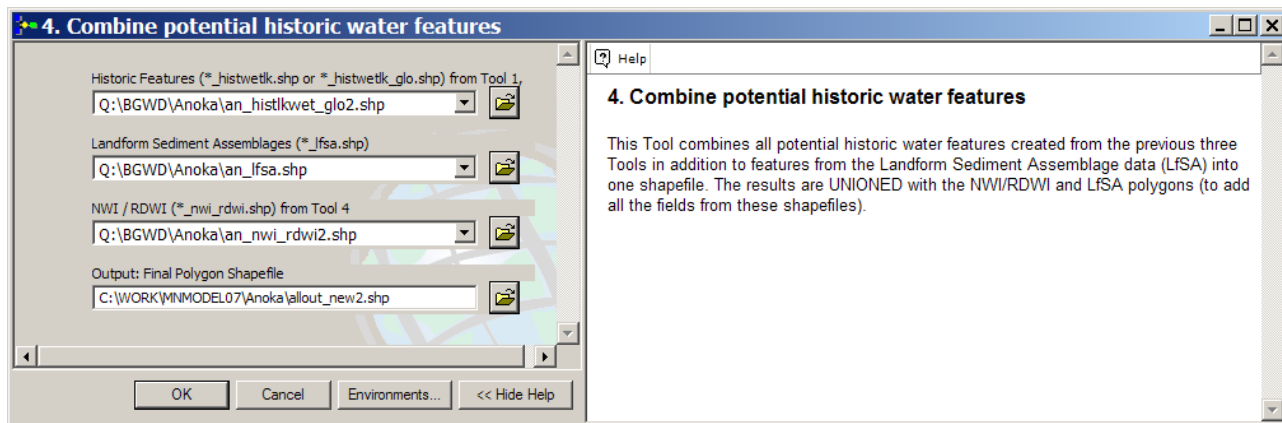 4. Combine potential historic water features
Historic Features (*_histwetlk.shp or *_histwetlk_glo.shp) from Tool 1,
Q:\BGWD\Anoka\an_histlkwet_glo2.shp
Landform Sediment Assemblages (*_lfsa.shp)
Q:\BGWD\Anoka\an_lfsa.shp
NWI / RDWI (*_nwi_rdwi.shp) from Tool 4
Q:\BGWD\Anoka\an_nwi_rdwi2.shp
Output: Final Polygon Shapefile
C:\WORK\MNMODEL07\Anoka\allout_new2.shp
OK Cancel Environments... << Hide Help
Help
4. Combine potential historic water features
This Tool combines all potential historic water features created from the previous three
Tools in addition to features from the Landform Sediment Assemblage data (LfSA) into
one shapefile. The results are UNIONED with the NWI/RDWI and LfSA polygons (to add
all the fields from these shapefiles).